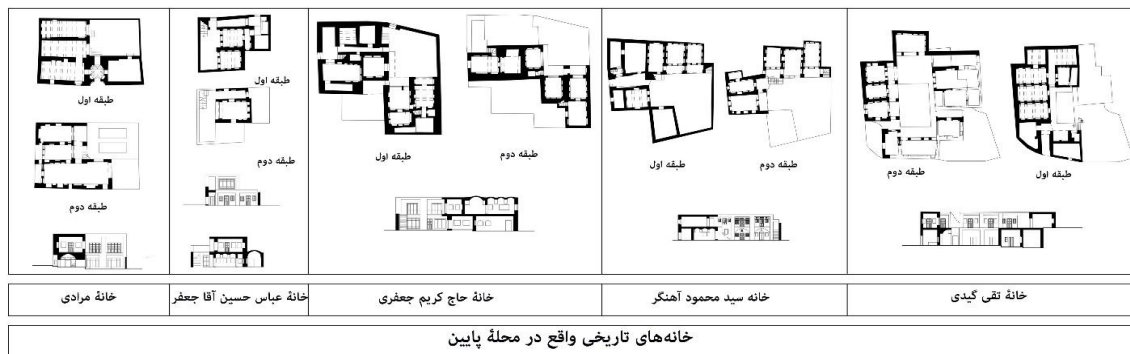 طبقه دوم
طبقه اول
خانهٔ تقی گیدی
طبقه اول
طبقه دوم
خانه سید محمود آهنگر
طبقه اول
طبقه دوم
خانهٔ حاج کریم جعفری
طبقه اول
طبقه دوم
خانهٔ عباس حسین آقا جعفر
طبقه اول
طبقه دوم
خانهٔ مرادی
خانه‌های تاریخی واقع در محلهٔ پایین